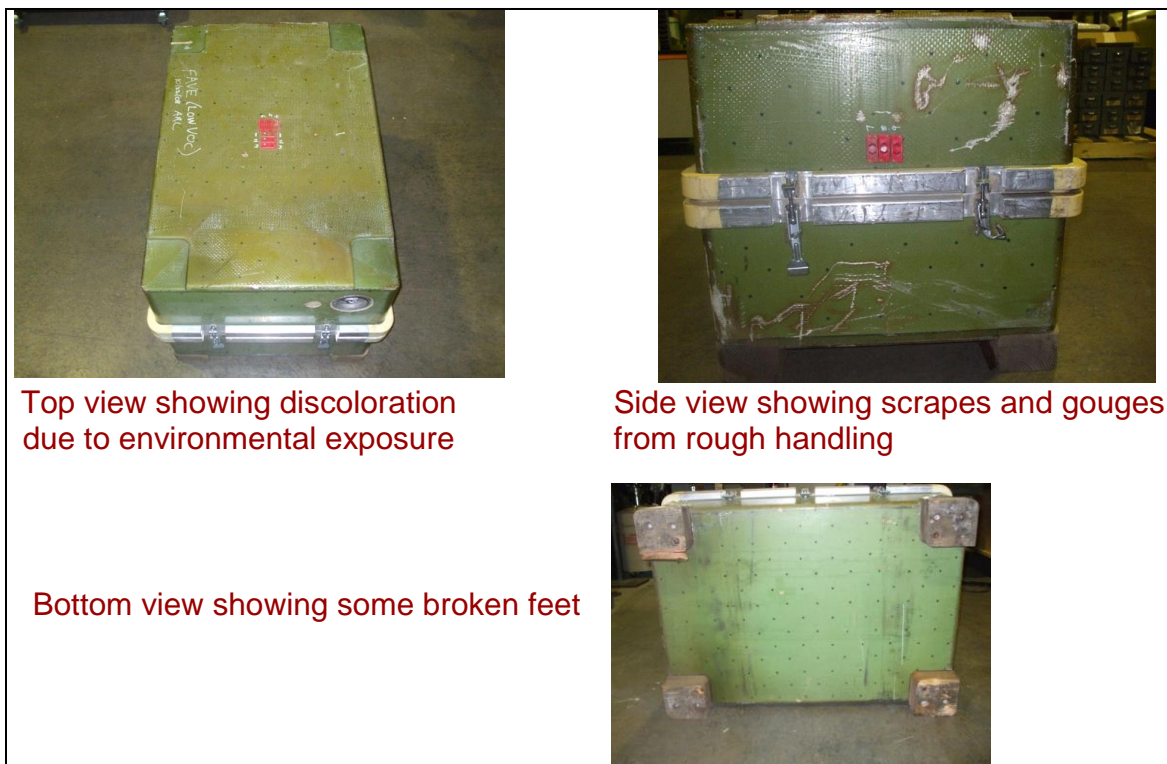 FAVE (LOW VOC)
Top view showing discoloration
due to environmental exposure
Side view showing scrapes and gouges
from rough handling
Bottom view showing some broken feet